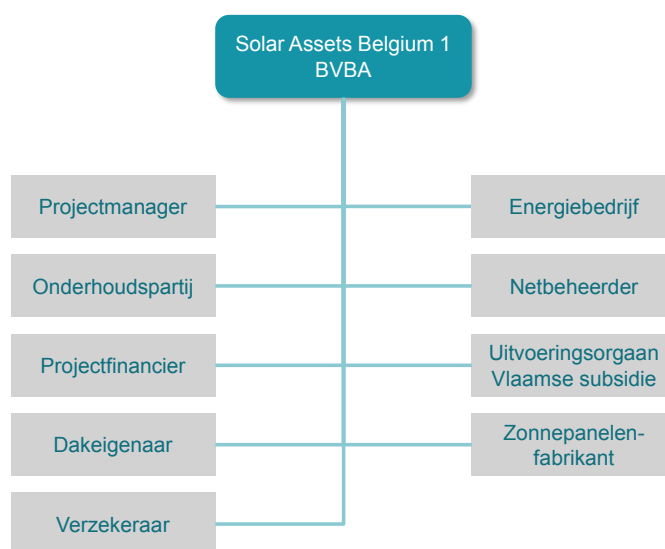 Solar Assets Belgium 1
BVBA
Projectmanager
Energiebedrijf
Onderhoudspartij
Netbeheerder
Projectfinancier
Uitvoeringsorgaan
Vlaamse subsidie
Dakeigenaar
Zonnepanelen-
fabrikant
Verzekeraar